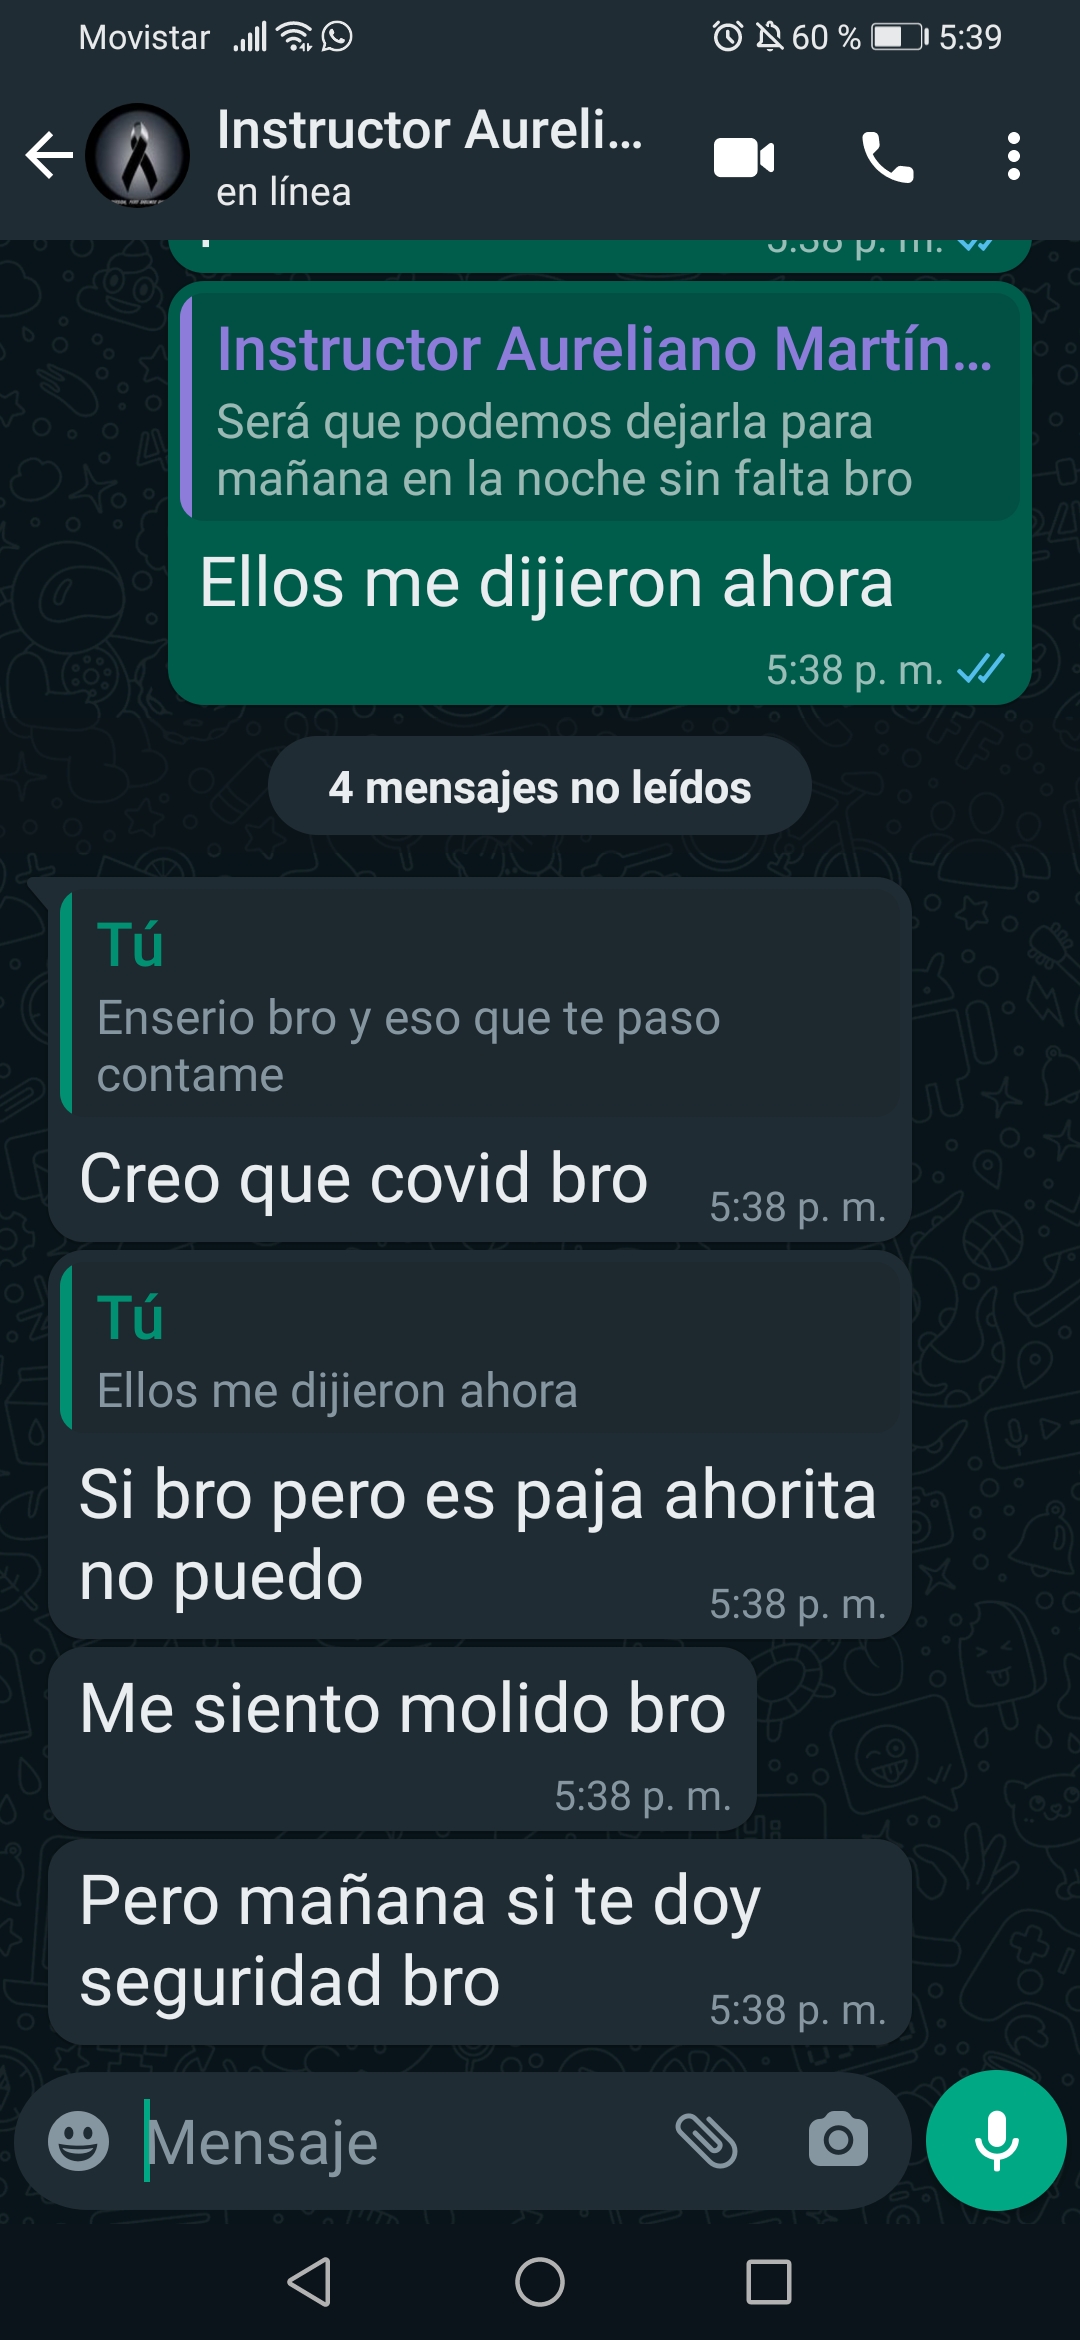 Movistar 60 % 5:39
Instructor Aureli...
en línea
5:38 p. m.
Instructor Aureliano Martín...
Será que podemos dejarla para
mañana en la noche sin falta bro
Ellos me dijieron ahora
5:38 p. m.
4 mensajes no leídos
Tú
Enserio bro y eso que te paso
contame
Creo que covid bro
5:38 p. m.
Tú
Ellos me dijieron ahora
Si bro pero es paja ahorita
no puedo
5:38 p. m.
Me siento molido bro
5:38 p. m.
Pero mañana si te doy
seguridad bro
5:38 p. m.
Mensaje